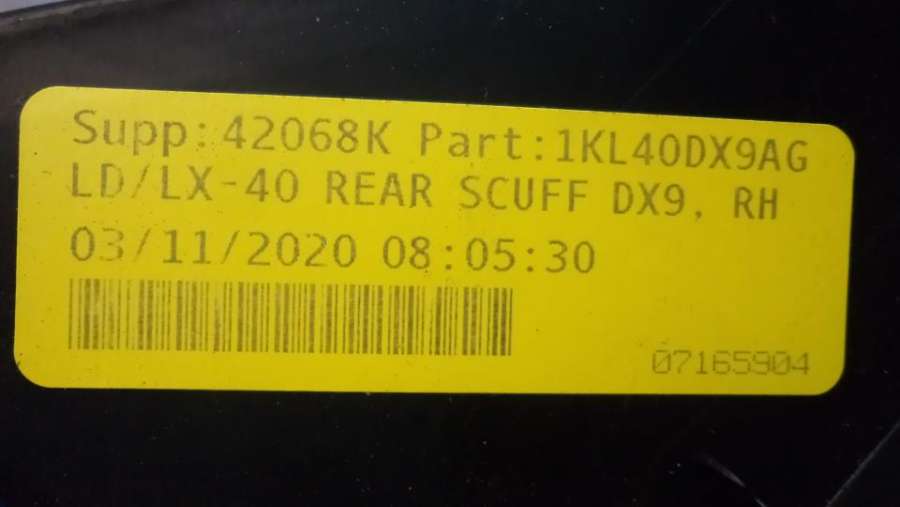 Supp:42068K Part:1KL40DX9AG
LD/LX-40 REAR SCUFF DX9, RH
03/11/2020 08:05:30
07165904